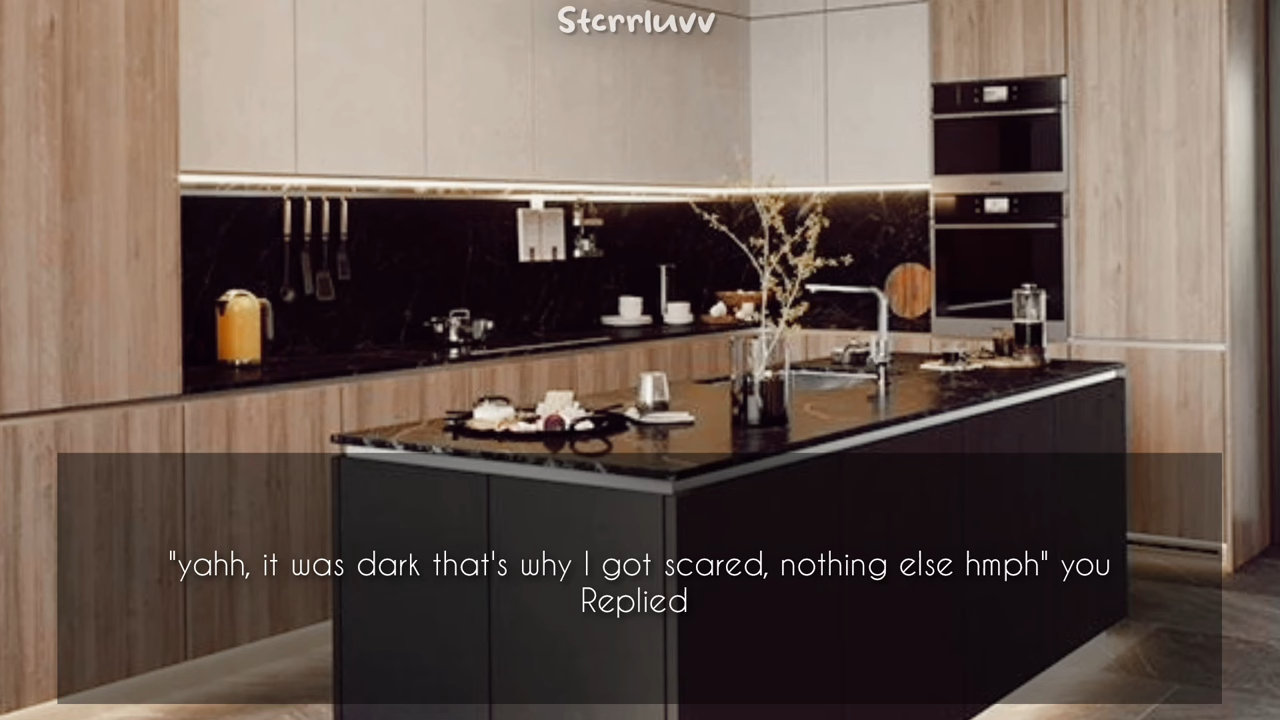 Stcrrluvv
"yahh, it was dark that's why I got scared, nothing else hmph" you
Replied